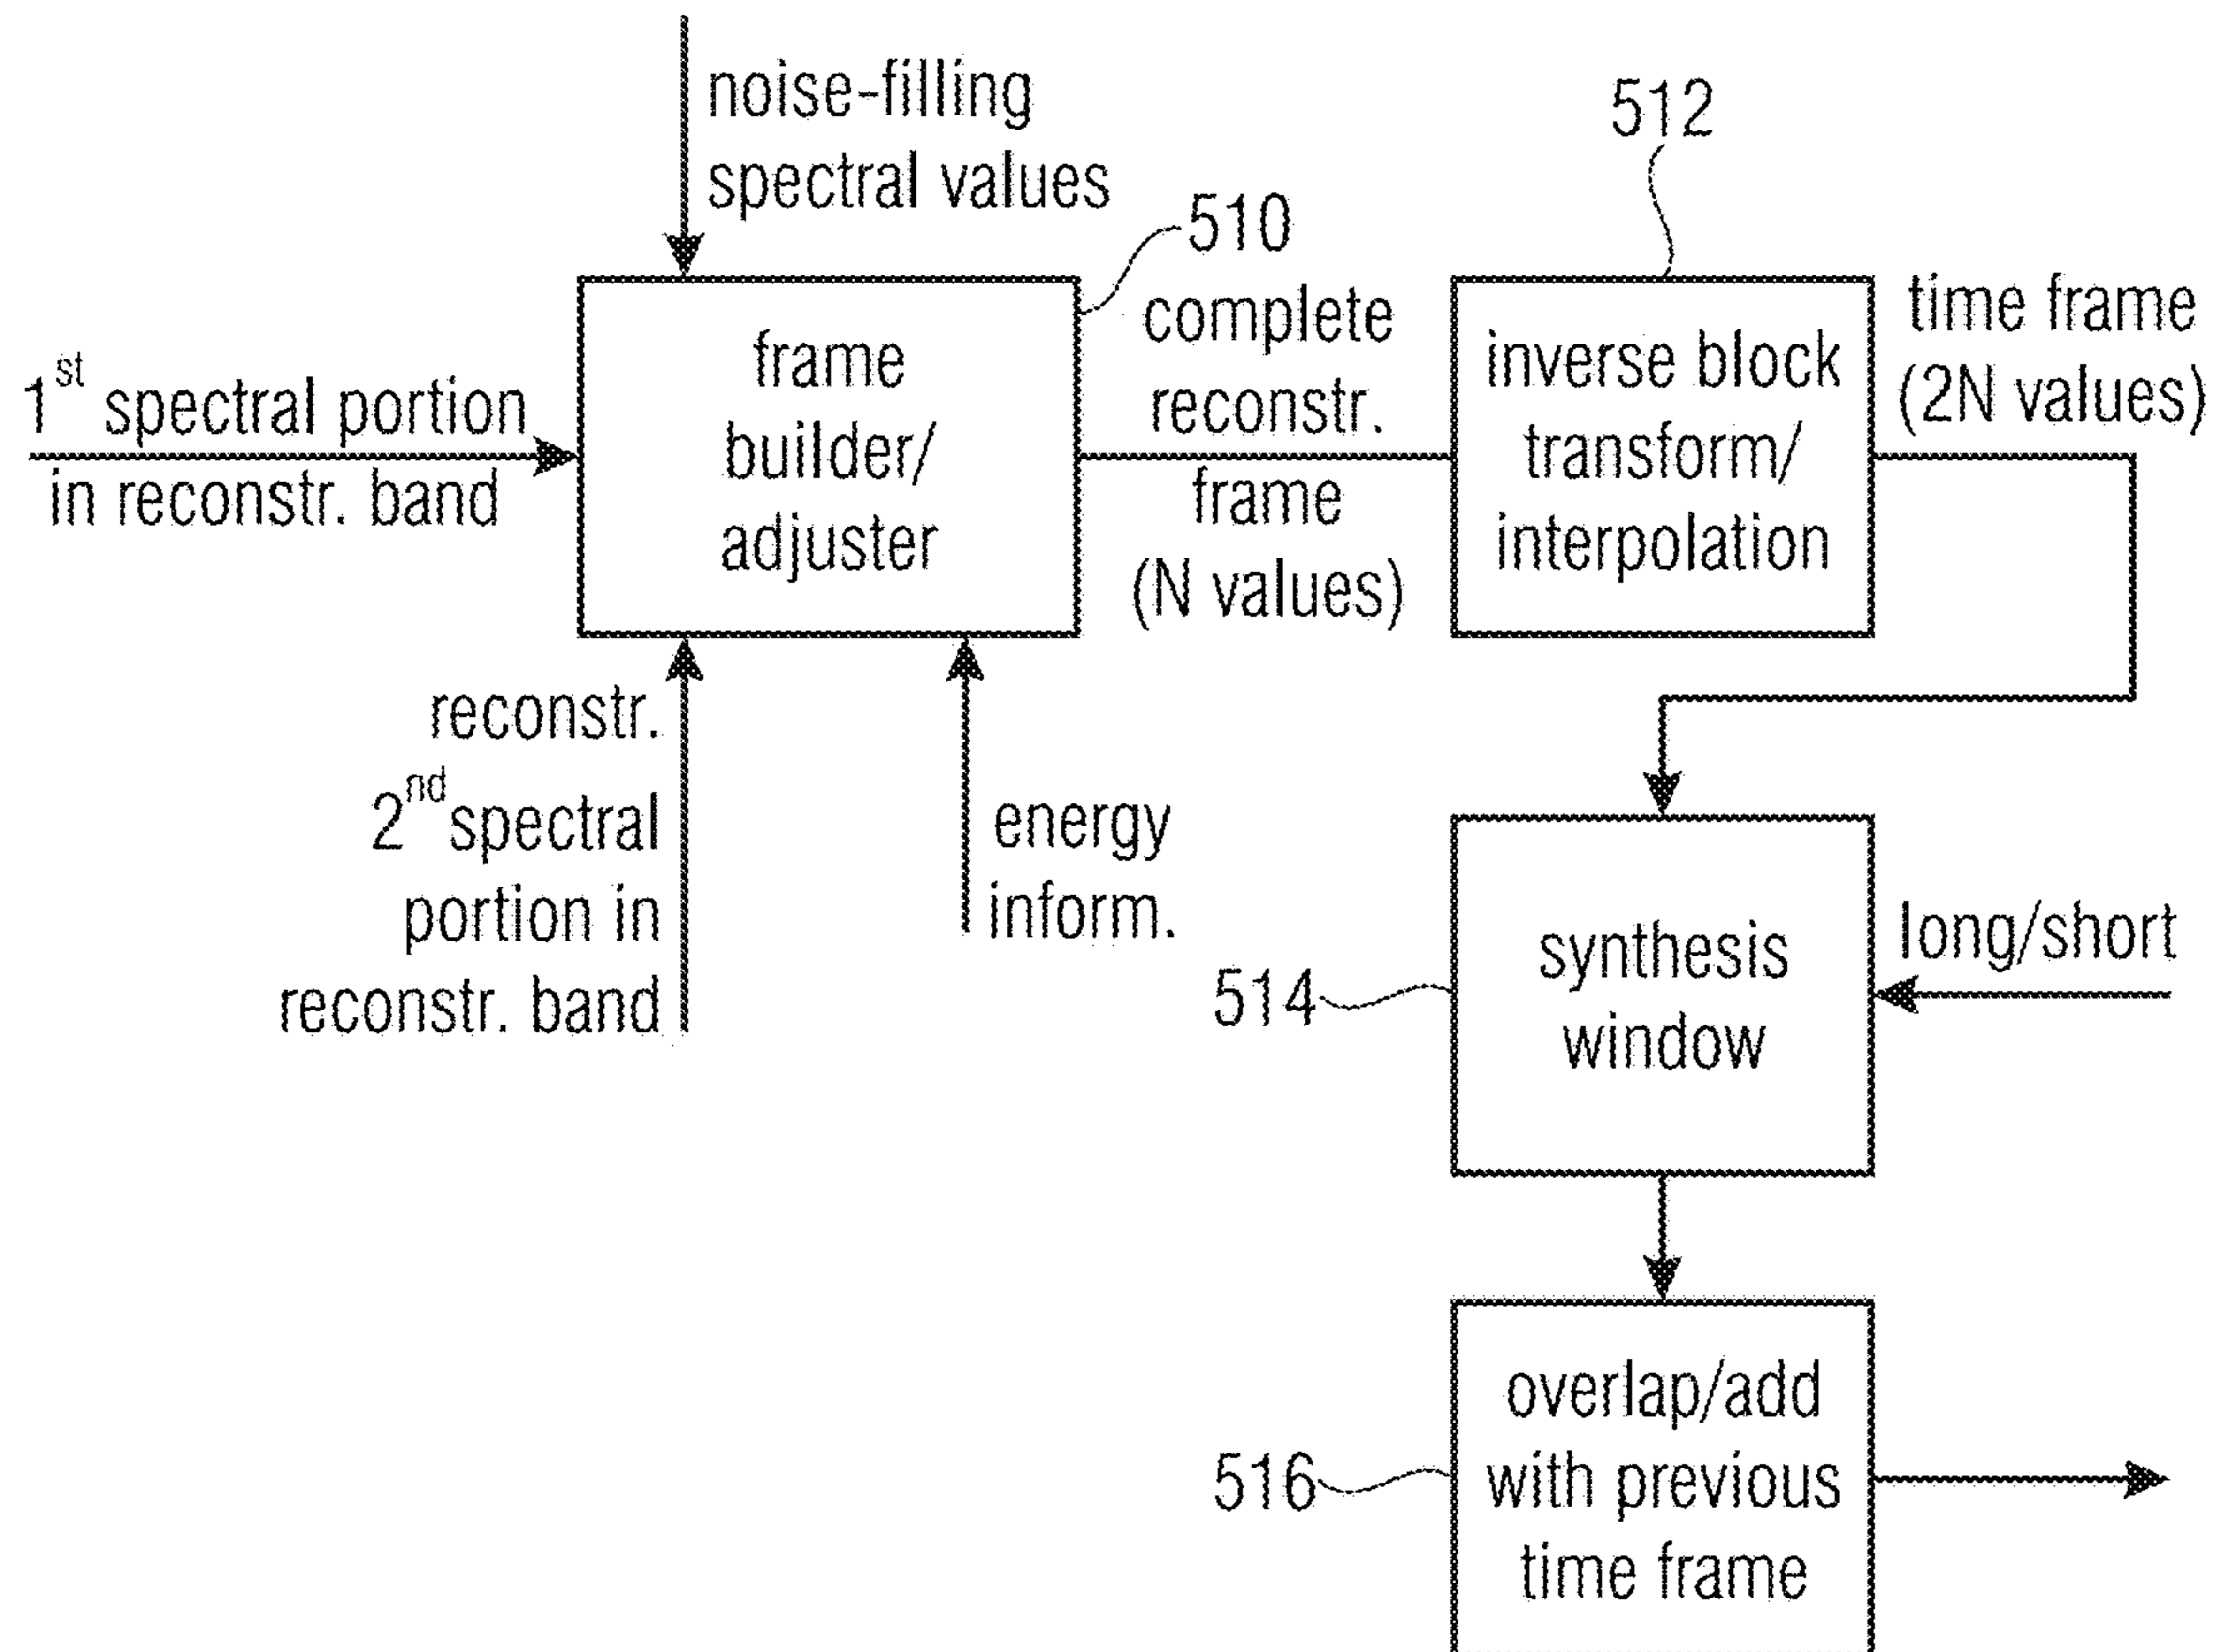 noise-filling
spectral values
510
512
1st spectral portion
in reconstr. band
frame
builder/
adjuster
complete
reconstr.
frame
(N values)
inverse block
transform/
interpolation
time frame
(2N values)
reconstr.
2nd spectral
portion in
reconstr. band
energy
inform.
514
synthesis
window
long/short
516
overlap/add
with previous
time frame